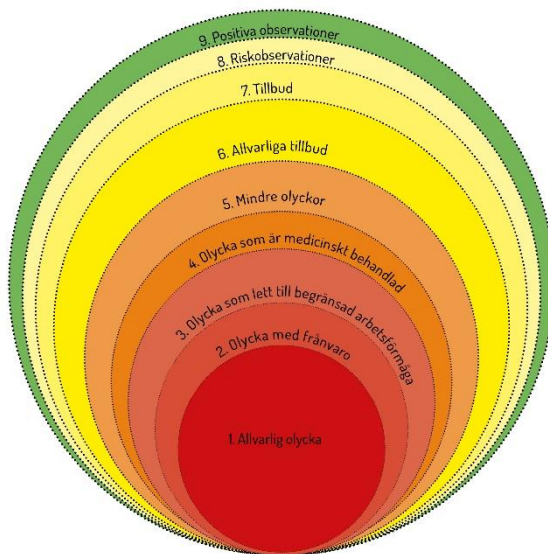 9. Positiva observationer
8. Riskobservationer
7. Tillbud
6. Allvarliga tillbud
5. Mindre olyckor
4. Olycka som är medicinskt behandlad
3. Olycka som lett till begränsad arbetsförmåga
2. Olycka med frånvaro
1. Allvarlig olycka